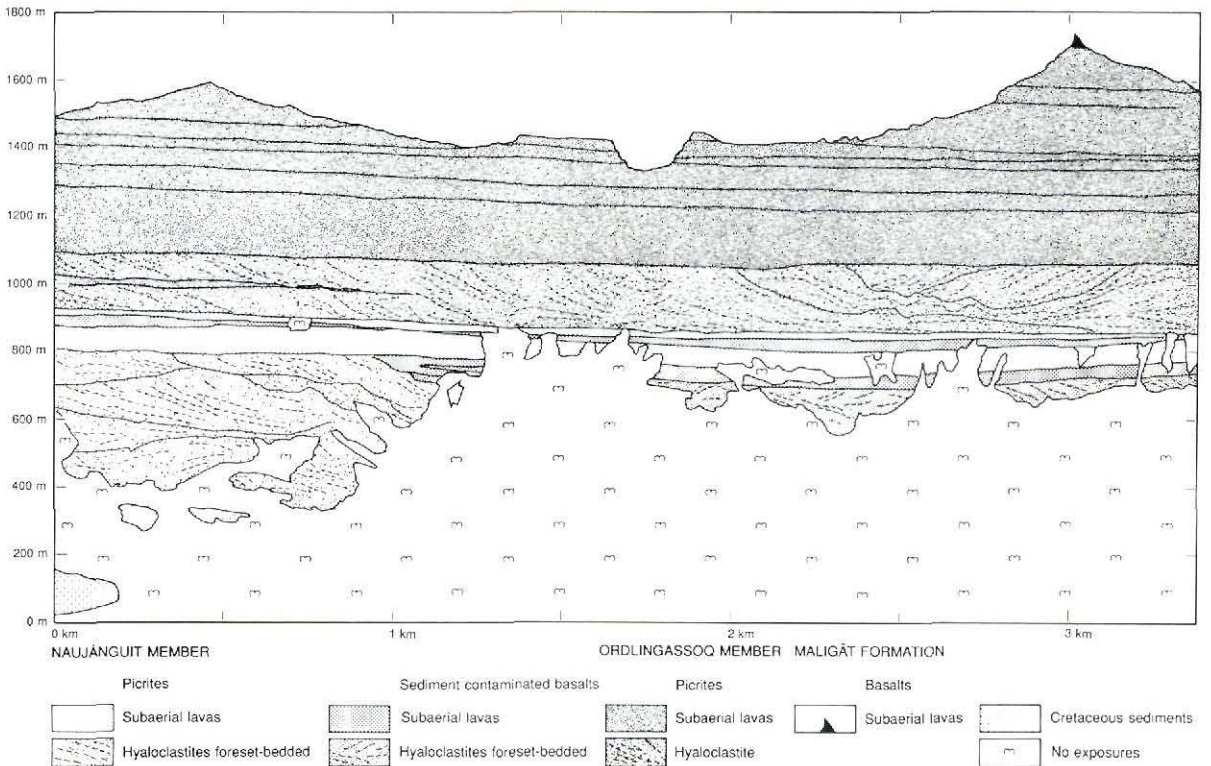 1800 m
1600 m
1400 m
1200 m
1000 m
800 m
600 m
400 m
200 m
0 m
0 km 1 km 2 km 3 km
NAUJÁNGUIT MEMBER ORDLINGASSOQ MEMBER MALIGÂT FORMATION
Picrites Sediment contaminated basalts Picrites Basalts
Subaerial lavas Subaerial lavas Subaerial lavas Subaerial lavas Cretaceous sediments
Hyaloclastites foreset-bedded Hyaloclastites foreset-bedded Hyaloclastite No exposures